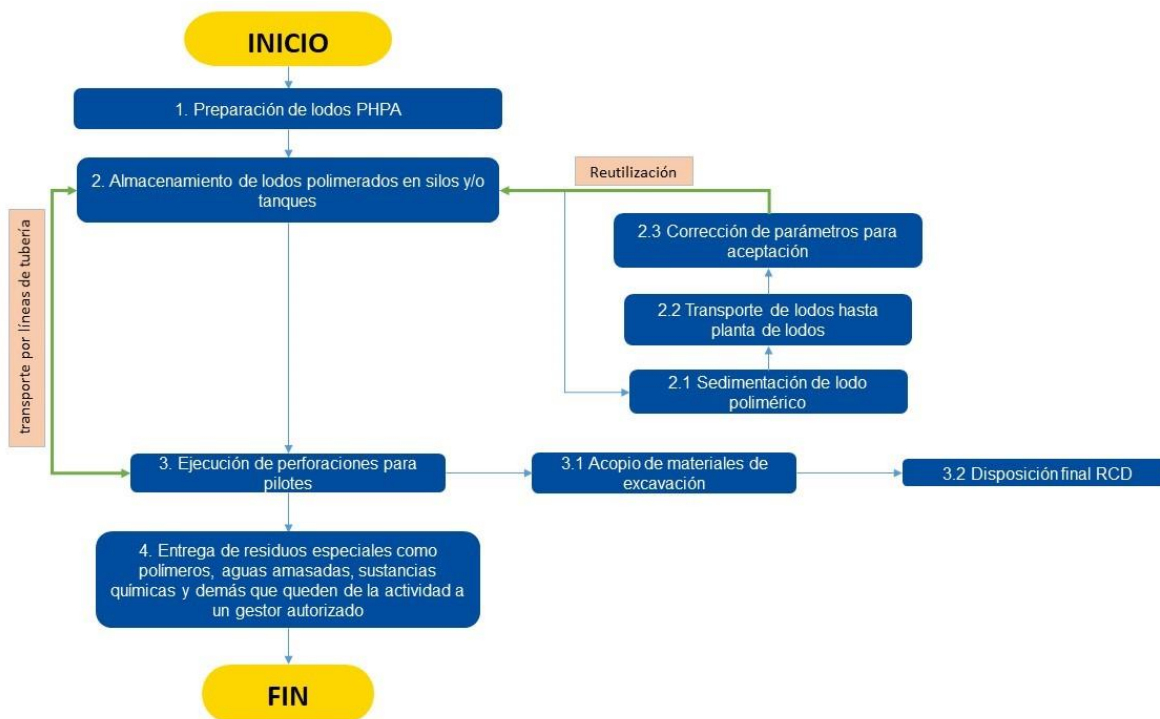 INICIO
1. Preparación de lodos PHPA
2. Almacenamiento de lodos polimerados en silos y/o
tanques
Reutilización
2.3 Corrección de parámetros para
aceptación
2.2 Transporte de lodos hasta
planta de lodos
2.1 Sedimentación de lodo
polimérico
transporte por líneas de tubería
3. Ejecución de perforaciones para
pilotes
3.1 Acopio de materiales de
excavación
3.2 Disposición final RCD
4. Entrega de residuos especiales como
polímeros, aguas amasadas, sustancias
químicas y demás que queden de la actividad a
un gestor autorizado
FIN